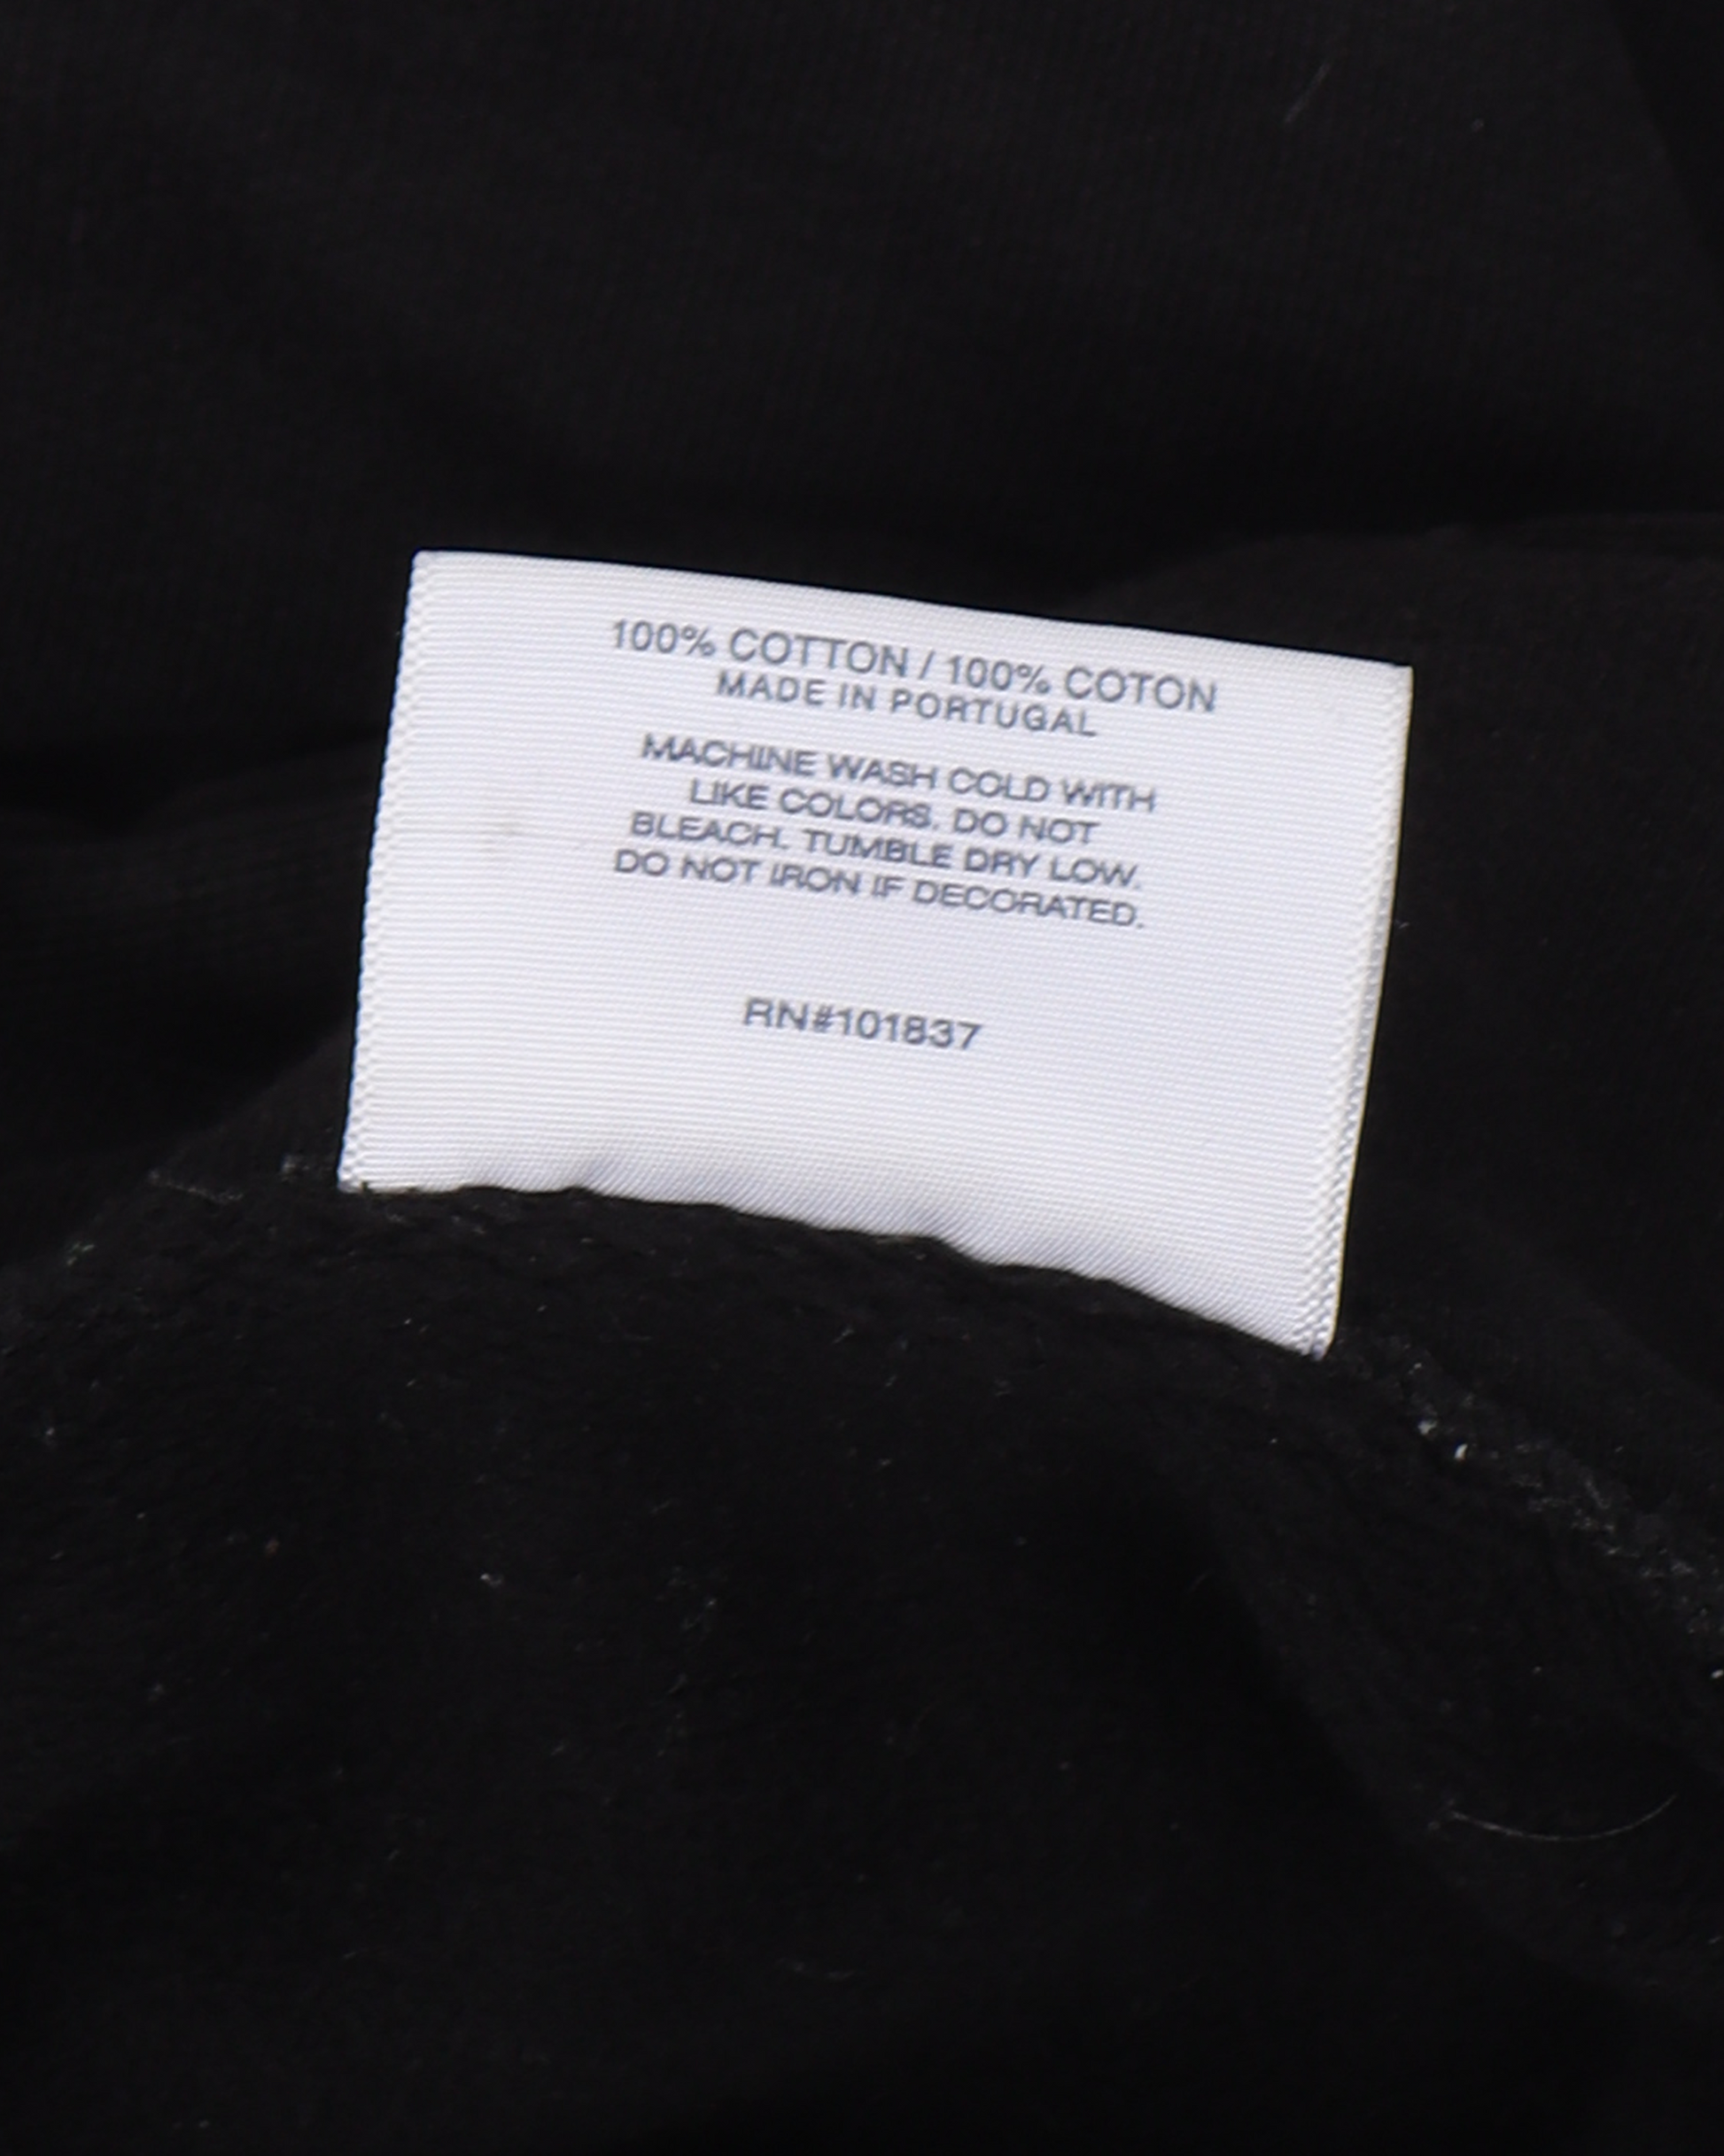 100% COTTON / 100% COTON
MADE IN PORTUGAL
MACHINE WASH COLD WITH
LIKE COLORS. DO NOT
BLEACH. TUMBLE DRY LOW.
DO NOT IRON IF DECORATED.
RN#101837